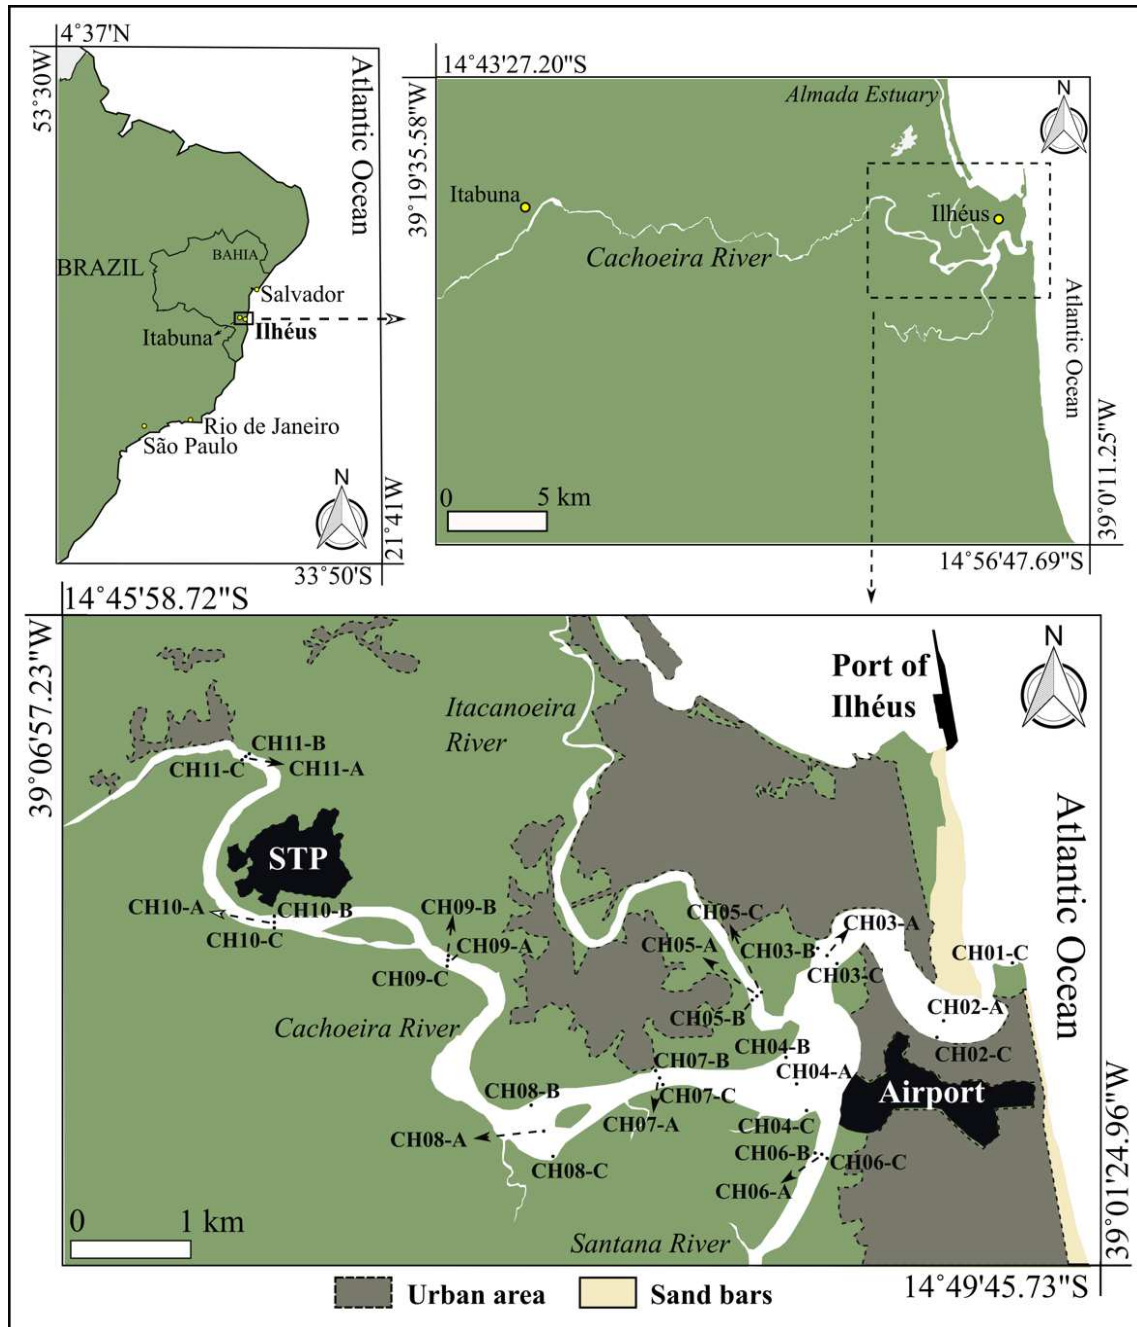 4˚37'N
53˚30W
Atlantic Ocean
BRAZIL
BAHIA
Salvador
Itabuna
Ilhéus
Rio de Janeiro
São Paulo
N
21˚41W
33˚50'S
14˚43'27.20"S
39˚19'35.58"W
Almada Estuary
N
Itabuna
Ilhéus
Cachoeira River
Atlantic Ocean
0 5 km
39˚0'11.25"W
14˚56'47.69"S
14˚45'58.72"S
39˚06'57.23"W
Port of
Ilhéus
N
Itacanoeira
River
CH11-B
CH11-C
CH11-A
Atlantic Ocean
STP
CH10-A
CH10-B
CH10-C
CH09-B
CH09-A
CH09-C
CH05-C
CH05-A
CH03-B
CH03-A
CH03-C
CH01-C
CH05-B
CH02-A
CH02-C
Cachoeira River
CH04-B
CH04-A
CH07-B
CH07-C
CH07-A
CH04-C
Airport
CH08-B
CH08-A
CH08-C
CH06-B
CH06-C
CH06-A
0 1 km
Santana River
39˚01'24.96"W
14˚49'45.73"S
Urban area
Sand bars